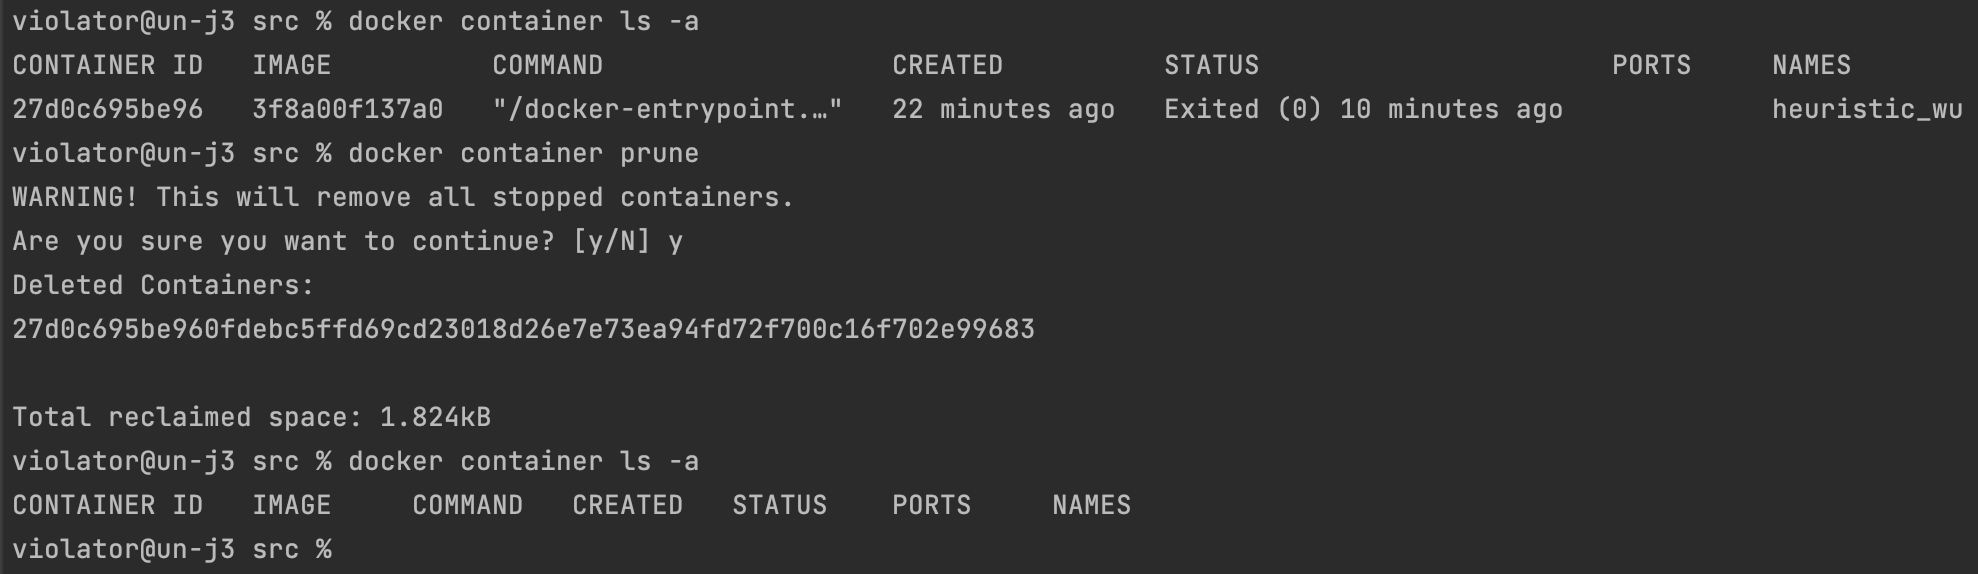 violator@un-j3 src % docker container ls -a
CONTAINER ID   IMAGE          COMMAND                  CREATED          STATUS                      PORTS     NAMES
27d0c695be96   3f8a00f137a0   "/docker-entrypoint.…"   22 minutes ago   Exited (0) 10 minutes ago             heuristic_wu
violator@un-j3 src % docker container prune
WARNING! This will remove all stopped containers.
Are you sure you want to continue? [y/N] y
Deleted Containers:
27d0c695be960fdebc5ffd69cd23018d26e7e73ea94fd72f700c16f702e99683
Total reclaimed space: 1.824kB
violator@un-j3 src % docker container ls -a
CONTAINER ID   IMAGE     COMMAND   CREATED   STATUS    PORTS     NAMES
violator@un-j3 src %